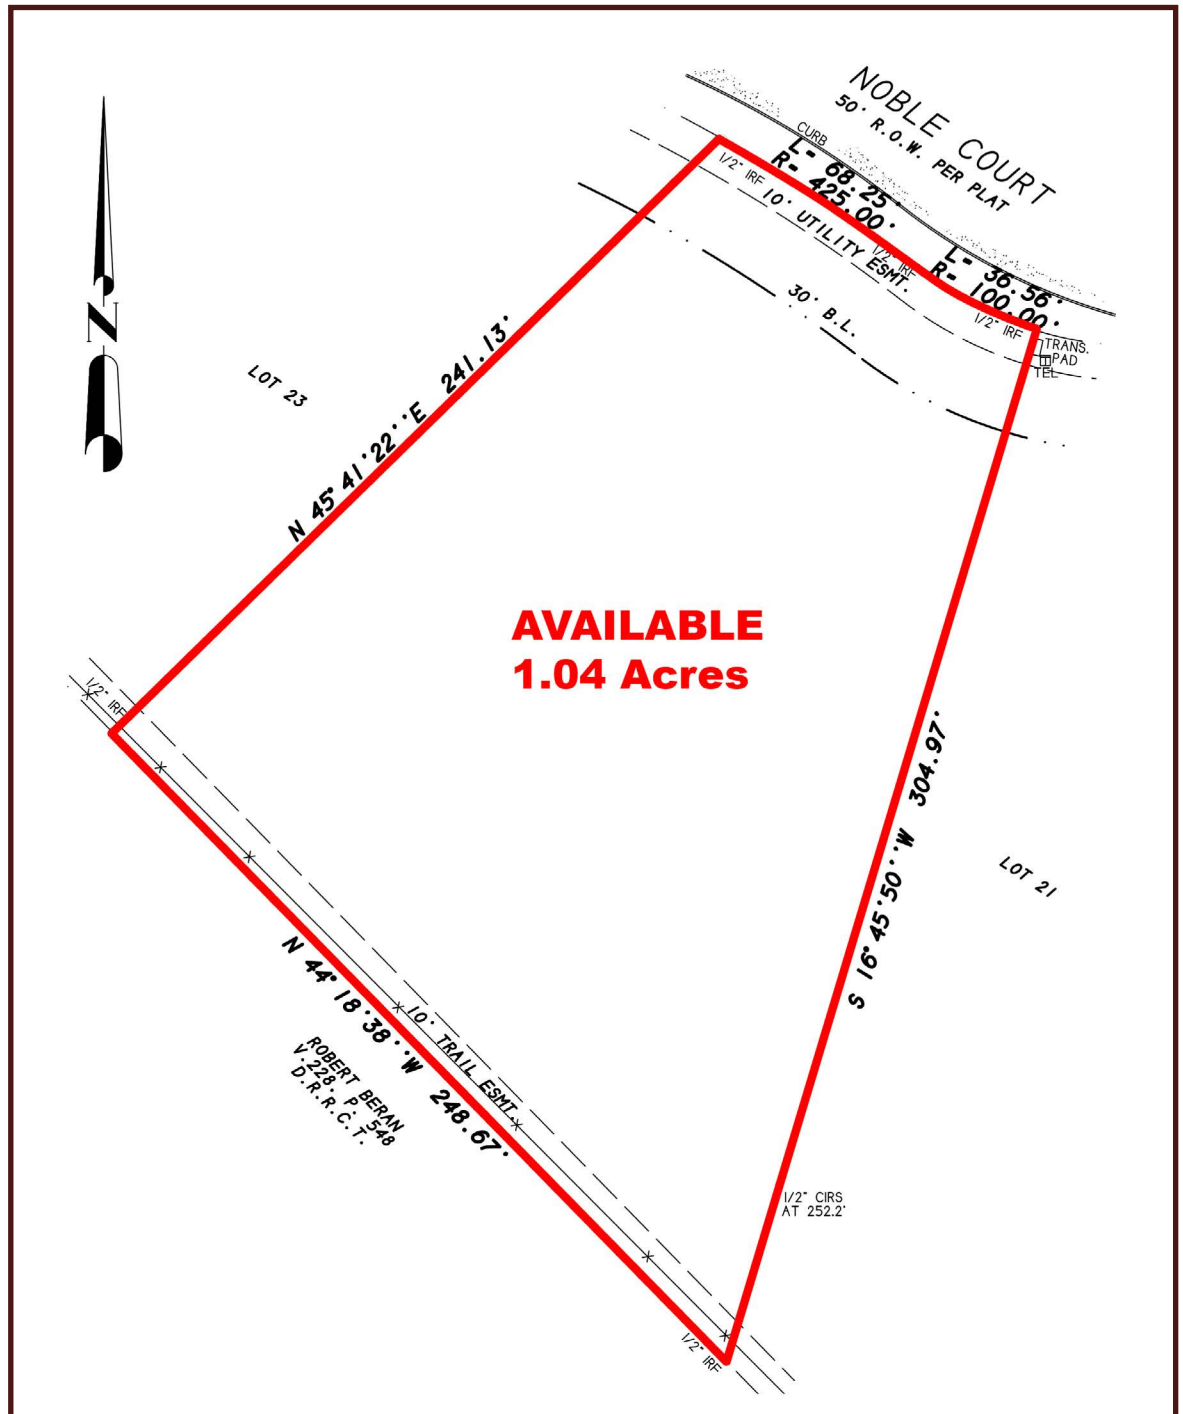 NOBLE COURT
50' R.O.W. PER PLAT
CURB
L- 68.25'
R- 425.00'
1/2" IRF
10' UTILITY ESMT.
1/2" IRF
L- 36.56'
R- 100.00'
1/2" IRF
TRANS.
PAD
TEL
30' B.L.
N
LOT 23
N 45°41'22''E 241.13'
AVAILABLE
1.04 Acres
1/2" IRF
S 16°45'50''W 304.97'
LOT 21
N 44°18'38''W 248.67'
10' TRAIL ESMT.
ROBERT BERAN
V.228, P. 548
D.R.R.C.T.
1/2" CIRS
AT 252.2'
1/2" IRF